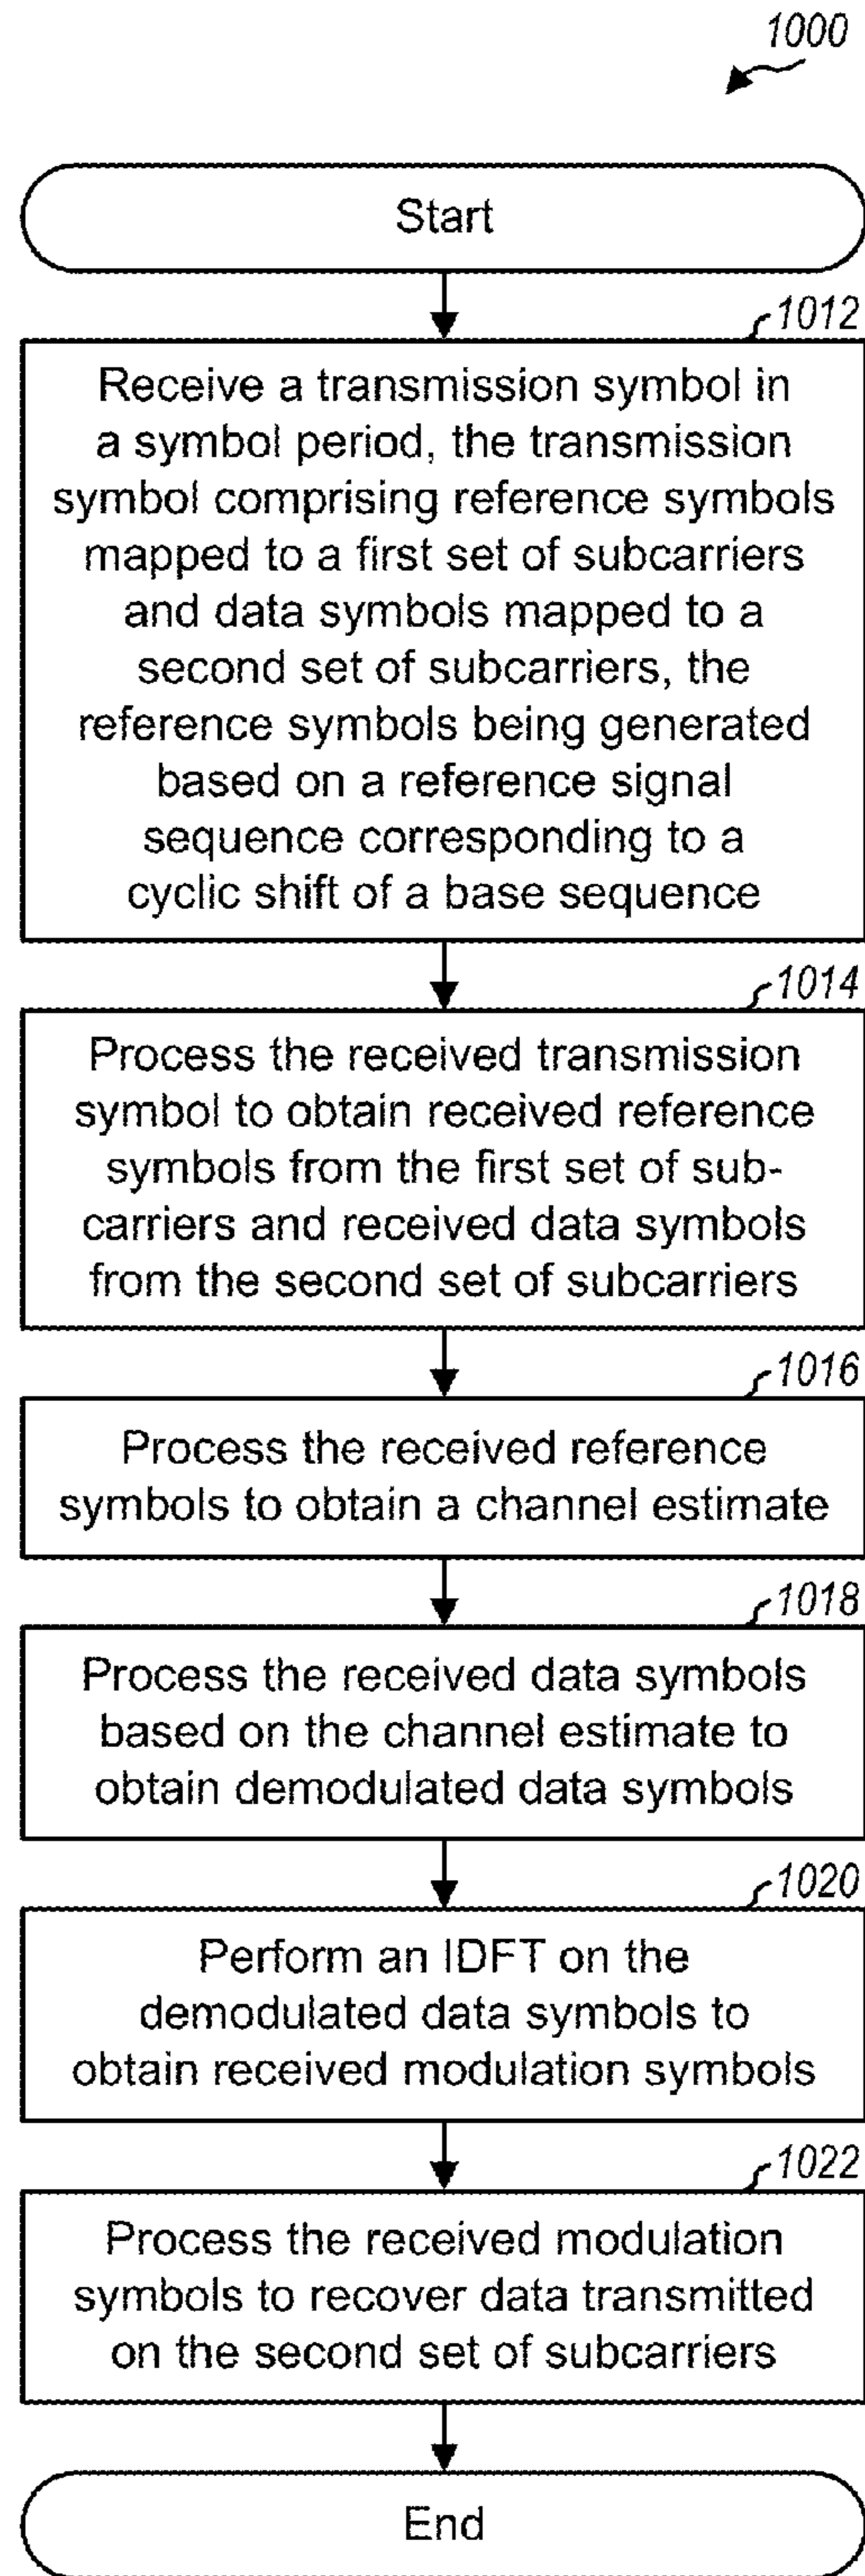 1000
Start
1012
Receive a transmission symbol in
a symbol period, the transmission
symbol comprising reference symbols
mapped to a first set of subcarriers
and data symbols mapped to a
second set of subcarriers, the
reference symbols being generated
based on a reference signal
sequence corresponding to a
cyclic shift of a base sequence
1014
Process the received transmission
symbol to obtain received reference
symbols from the first set of sub-
carriers and received data symbols
from the second set of subcarriers
1016
Process the received reference
symbols to obtain a channel estimate
1018
Process the received data symbols
based on the channel estimate to
obtain demodulated data symbols
1020
Perform an IDFT on the
demodulated data symbols to
obtain received modulation symbols
1022
Process the received modulation
symbols to recover data transmitted
on the second set of subcarriers
End